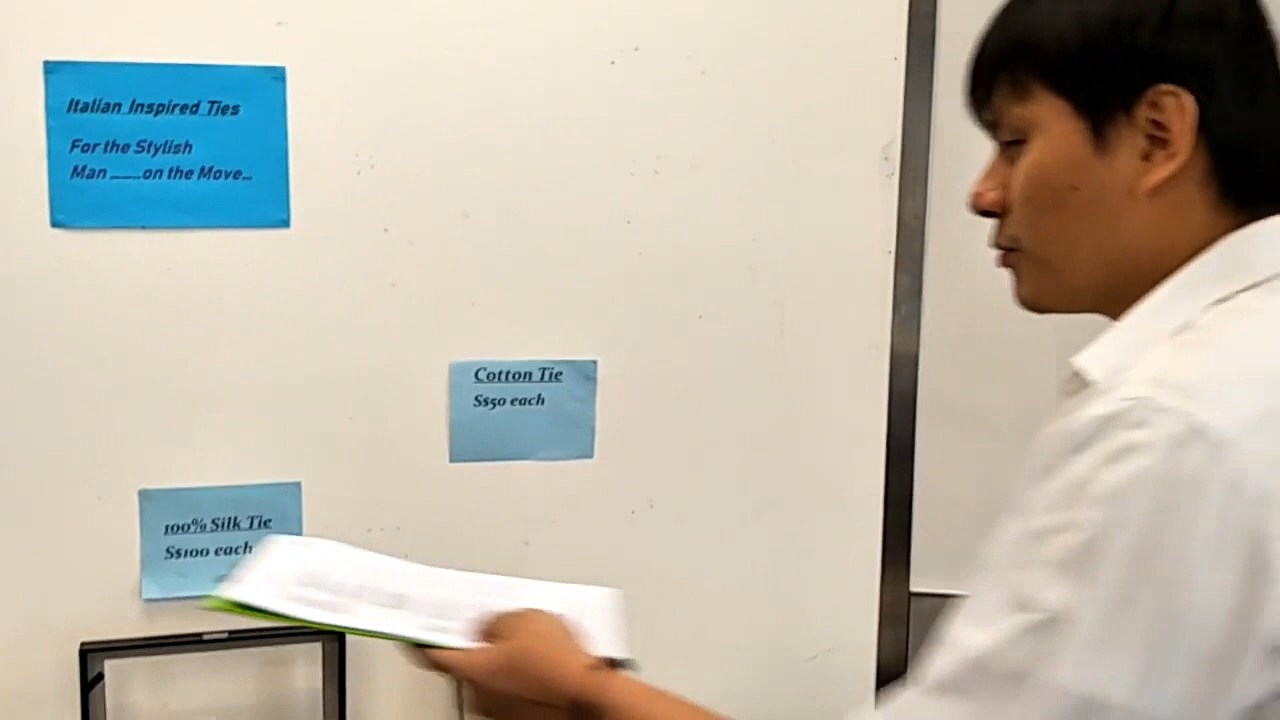 Italian Inspired Ties
For the Stylish
Man ........on the Move...
Cotton Tie
S$50 each
100% Silk Tie
S$100 each